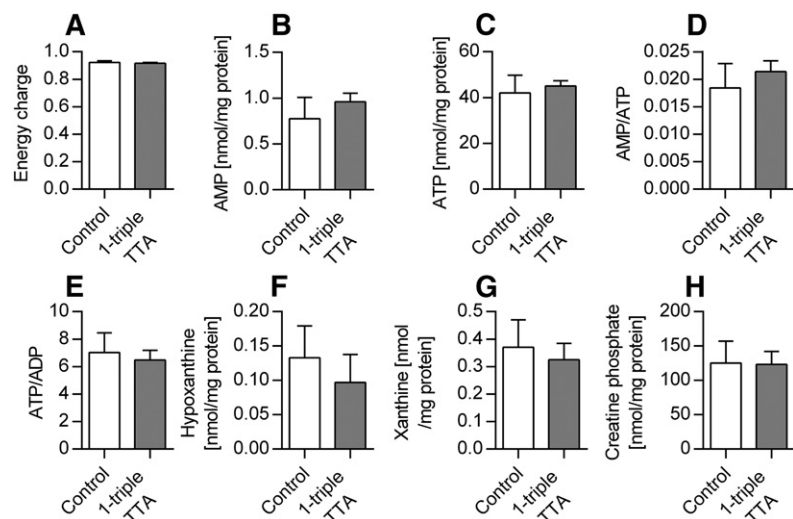 A
Energy charge
1.0
0.8
0.6
0.4
0.2
0.0
Control
1-triple
TTA
B
AMP [nmol/mg protein]
1.5
1.0
0.5
0.0
Control
1-triple
TTA
C
ATP [nmol/mg protein]
60
40
20
0
Control
1-triple
TTA
D
AMP/ATP
0.025
0.020
0.015
0.010
0.005
0.000
Control
1-triple
TTA
E
ATP/ADP
10
8
6
4
2
0
Control
1-triple
TTA
F
Hypoxanthine
[nmol/mg protein]
0.20
0.15
0.10
0.05
0.00
Control
1-triple
TTA
G
Xanthine [nmol
/mg protein]
0.5
0.4
0.3
0.2
0.1
0.0
Control
1-triple
TTA
H
Creatine phosphate
[nmol/mg protein]
200
150
100
50
0
Control
1-triple
TTA